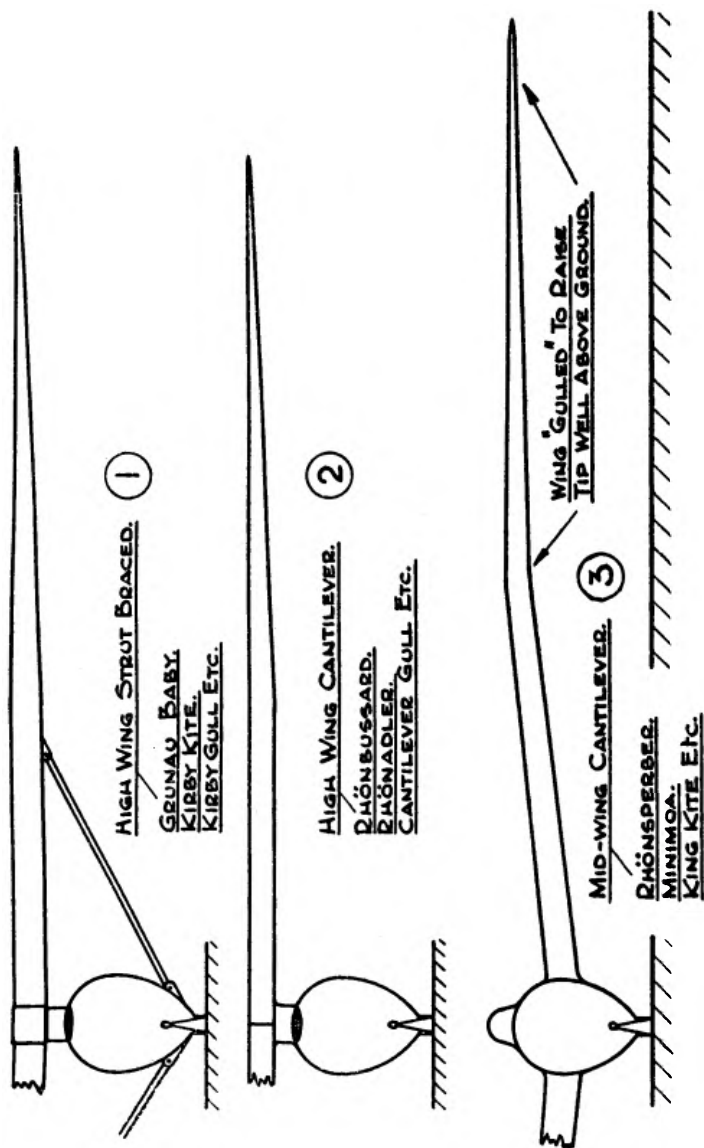 HIGH WING STRUT BRACED.
①
GRUNAU BABY.
KIRBY KITE.
KIRBY GULL ETC.
HIGH WING CANTILEVER.
②
RHÖNBUSSARD.
RHÖNADLER.
CANTILEVER GULL ETC.
MID-WING CANTILEVER.
③
RHÖNSPERBER.
MINIMOA.
KING KITE ETC.
WING "GULLED" TO RAISE
TIP WELL ABOVE GROUND.